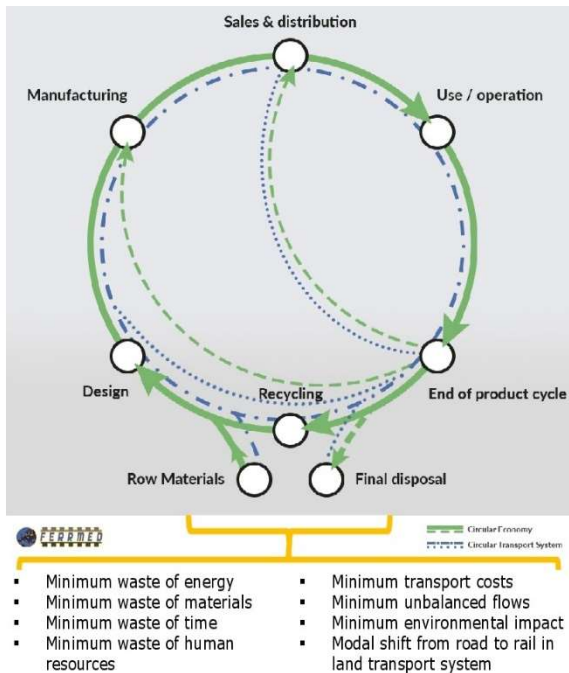 Sales & distribution
Manufacturing
Use / operation
Design
Recycling
End of product cycle
Row Materials
Final disposal
FERRMED
Circular Economy
Circular Transport System
▪ Minimum waste of energy
▪ Minimum waste of materials
▪ Minimum waste of time
▪ Minimum waste of human
resources
▪ Minimum transport costs
▪ Minimum unbalanced flows
▪ Minimum environmental impact
▪ Modal shift from road to rail in
land transport system